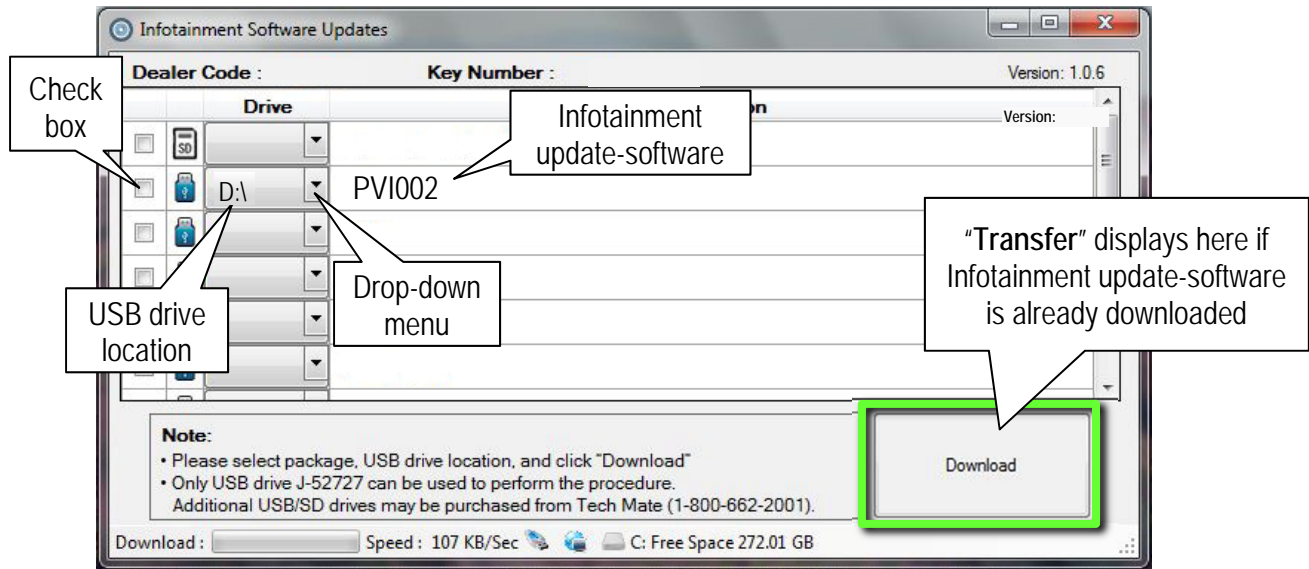 Infotainment Software Updates
Dealer Code :
Key Number :
Version: 1.0.6
Check
box
Drive
Infotainment
update-software
Version:
SD
D:\
PVI002
"Transfer" displays here if
Infotainment update-software
is already downloaded
USB drive
location
Drop-down
menu
Note:
• Please select package, USB drive location, and click "Download"
• Only USB drive J-52727 can be used to perform the procedure.
Additional USB/SD drives may be purchased from Tech Mate (1-800-662-2001).
Download
Download :
Speed : 107 KB/Sec
C: Free Space 272.01 GB